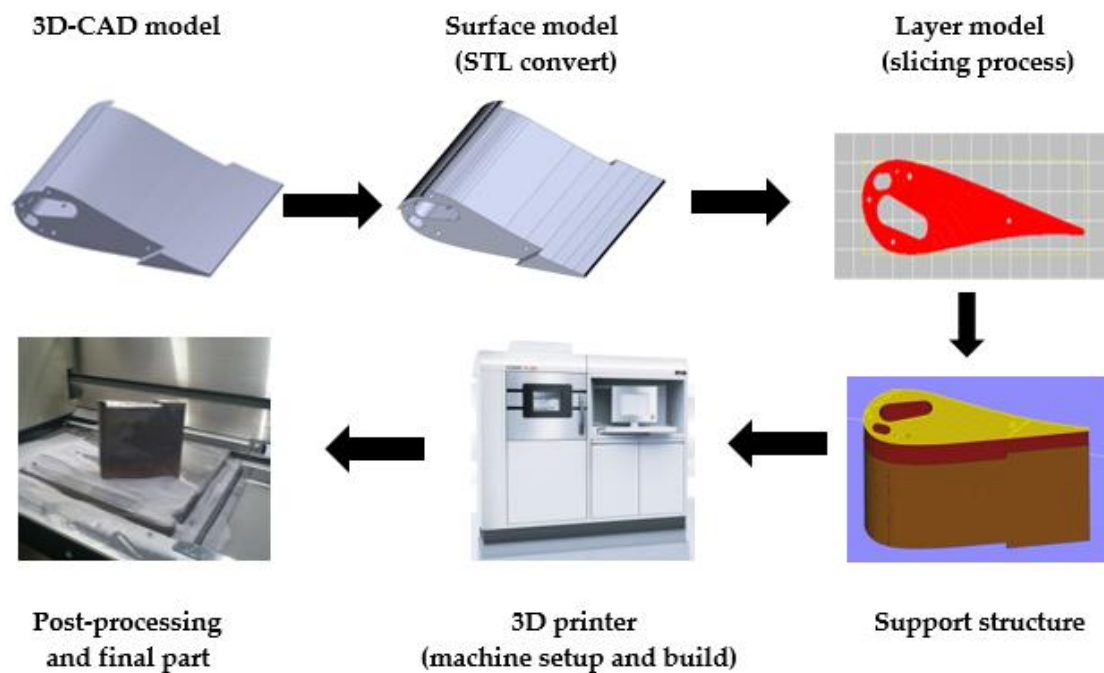 3D-CAD model
Surface model
(STL convert)
Layer model
(slicing process)
Post-processing
and final part
3D printer
(machine setup and build)
Support structure